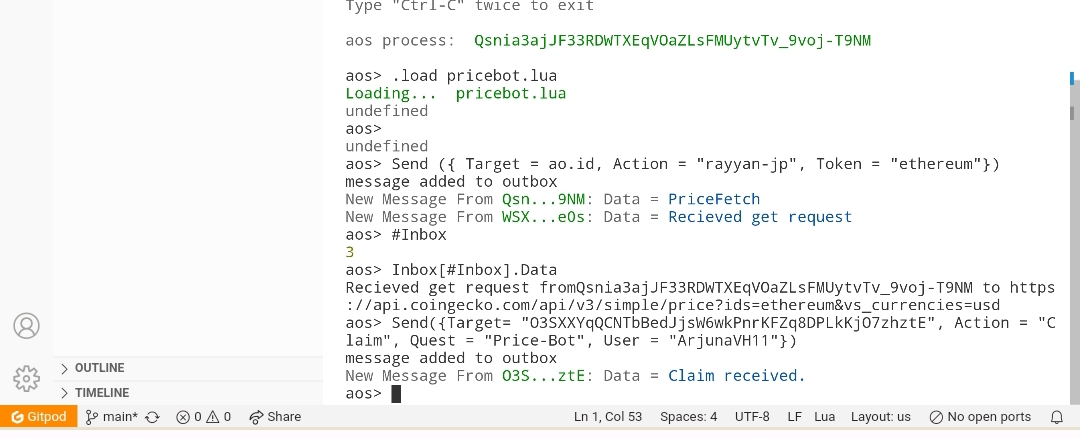 Type "Ctrl-C" twice to exit
aos process:  Qsnia3ajJF33RDWTXEqVOaZLsFMUytvTv_9voj-T9NM
aos> .load pricebot.lua
Loading...  pricebot.lua
undefined
aos>
undefined
aos> Send ({ Target = ao.id, Action = "rayyan-jp", Token = "ethereum"})
message added to outbox
New Message From Qsn...9NM: Data = PriceFetch
New Message From WSX...eOs: Data = Recieved get request
aos> #Inbox
3
aos> Inbox[#Inbox].Data
Recieved get request fromQsnia3ajJF33RDWTXEqVOaZLsFMUytvTv_9voj-T9NM to https
://api.coingecko.com/api/v3/simple/price?ids=ethereum&vs_currencies=usd
aos> Send({Target= "O3SXXYqQCNTbBedJjsW6wkPnrKFZq8DPLkKjO7zhztE", Action = "C
laim", Quest = "Price-Bot", User = "ArjunaVH11"})
message added to outbox
New Message From O3S...ztE: Data = Claim received.
aos>
OUTLINE
TIMELINE
Gitpod
main*
0
0
Share
Ln 1, Col 53
Spaces: 4
UTF-8
LF
Lua
Layout: us
No open ports